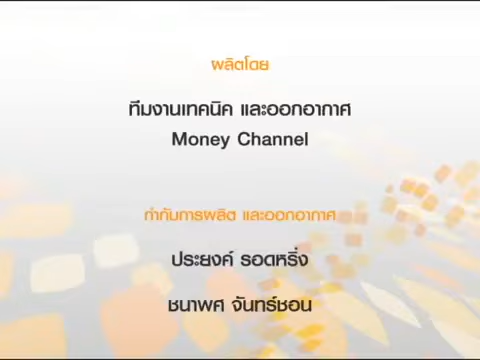 ผลิตโดย
ทีมงานเทคนิค และออกอากาศ
Money Channel
กำกับการผลิต และออกอากาศ
ประยงค์ รอดหริ่ง
ชนาพศ จันทร์ชอน